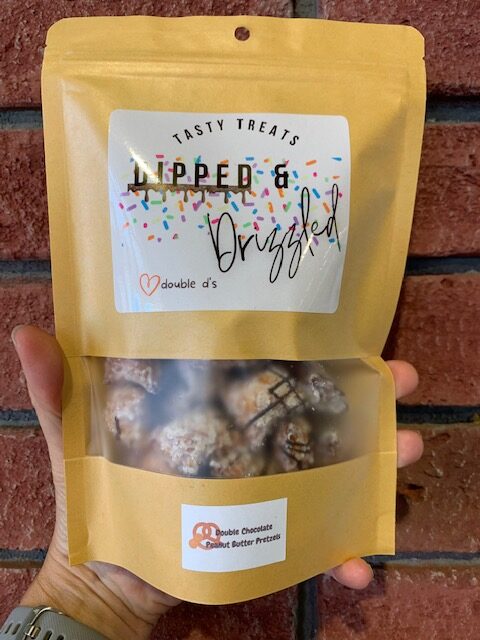 TASTY TREATS
DIPPED &
Drizzled
double d's
Double Chocolate
Peanut Butter Pretzels